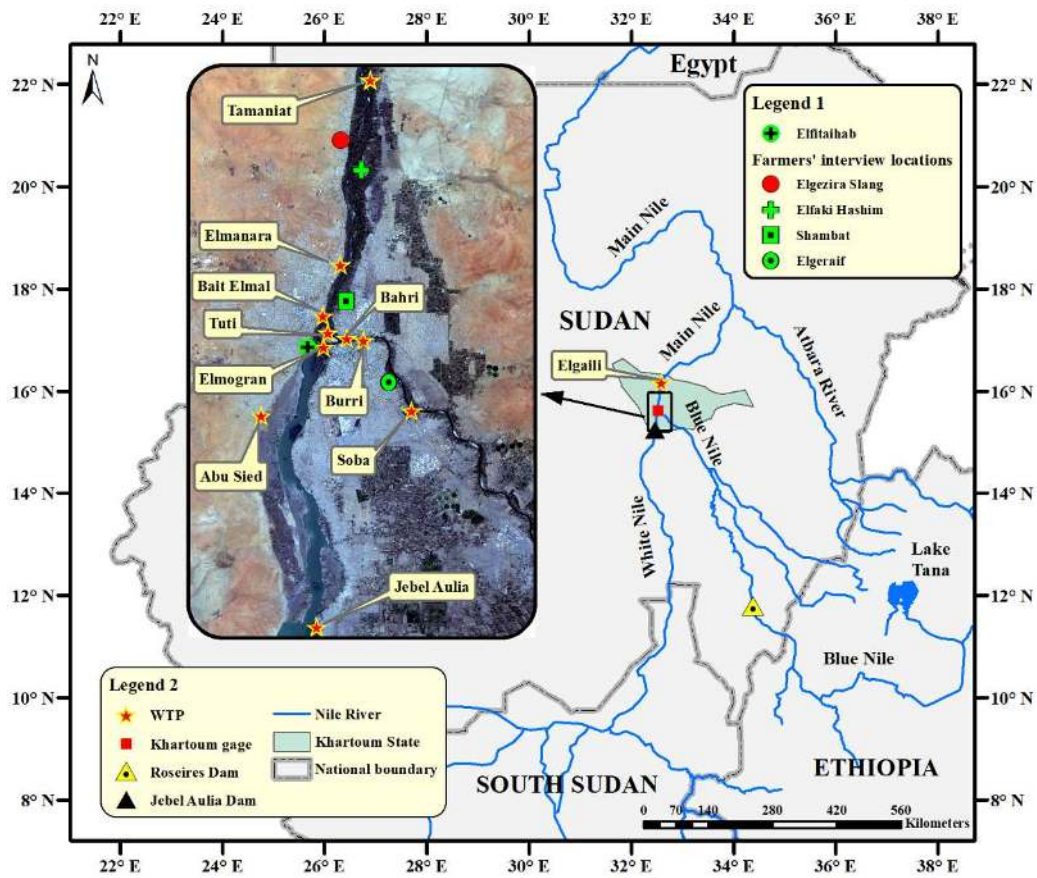 22° E 24° E 26° E 28° E 30° E 32° E 34° E 36° E 38° E
N
Egypt
22° N
22° N
Legend 1
Elfitaihab
Farmers' interview locations
Elgezira Slang
Elfaki Hashim
Shambat
Elgeraif
Tamaniat
20° N
20° N
Main Nile
Elmanara
Bait Elmal
Bahri
Tuti
18° N
18° N
SUDAN
Main Nile
Atbara River
Elgaili
Elmogran
Burri
16° N
16° N
Blue Nile
Abu Sied
Soba
14° N
14° N
White Nile
Lake
Tana
Jebel Aulia
12° N
12° N
Blue Nile
Legend 2
WTP
Khartoum gage
Roseires Dam
Jebel Aulia Dam
Nile River
Khartoum State
National boundary
10° N
10° N
SOUTH SUDAN
ETHIOPIA
8° N
8° N
0 70 140 280 420 560
Kilometers
22° E 24° E 26° E 28° E 30° E 32° E 34° E 36° E 38° E